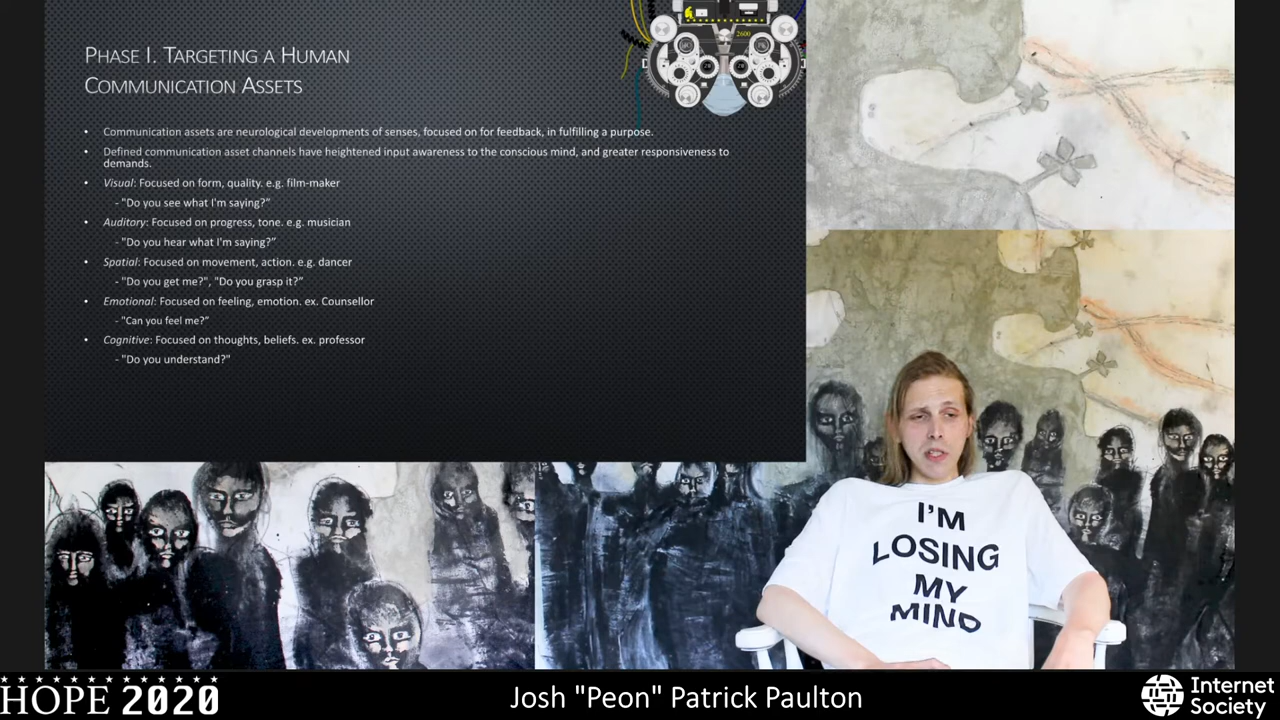 PHASE I. TARGETING A HUMAN
COMMUNICATION ASSETS
2600
• Communication assets are neurological developments of senses, focused on for feedback, in fulfilling a purpose.
• Defined communication asset channels have heightened input awareness to the conscious mind, and greater responsiveness to
demands.
• Visual: Focused on form, quality. e.g. film-maker
- "Do you see what I'm saying?"
• Auditory: Focused on progress, tone. e.g. musician
- "Do you hear what I'm saying?"
• Spatial: Focused on movement, action. e.g. dancer
- "Do you get me?", "Do you grasp it?"
• Emotional: Focused on feeling, emotion. ex. Counsellor
- "Can you feel me?"
• Cognitive: Focused on thoughts, beliefs. ex. professor
- "Do you understand?"
I'M
LOSING
MY
MIND
HOPE 2020
Josh "Peon" Patrick Paulton
Internet
Society